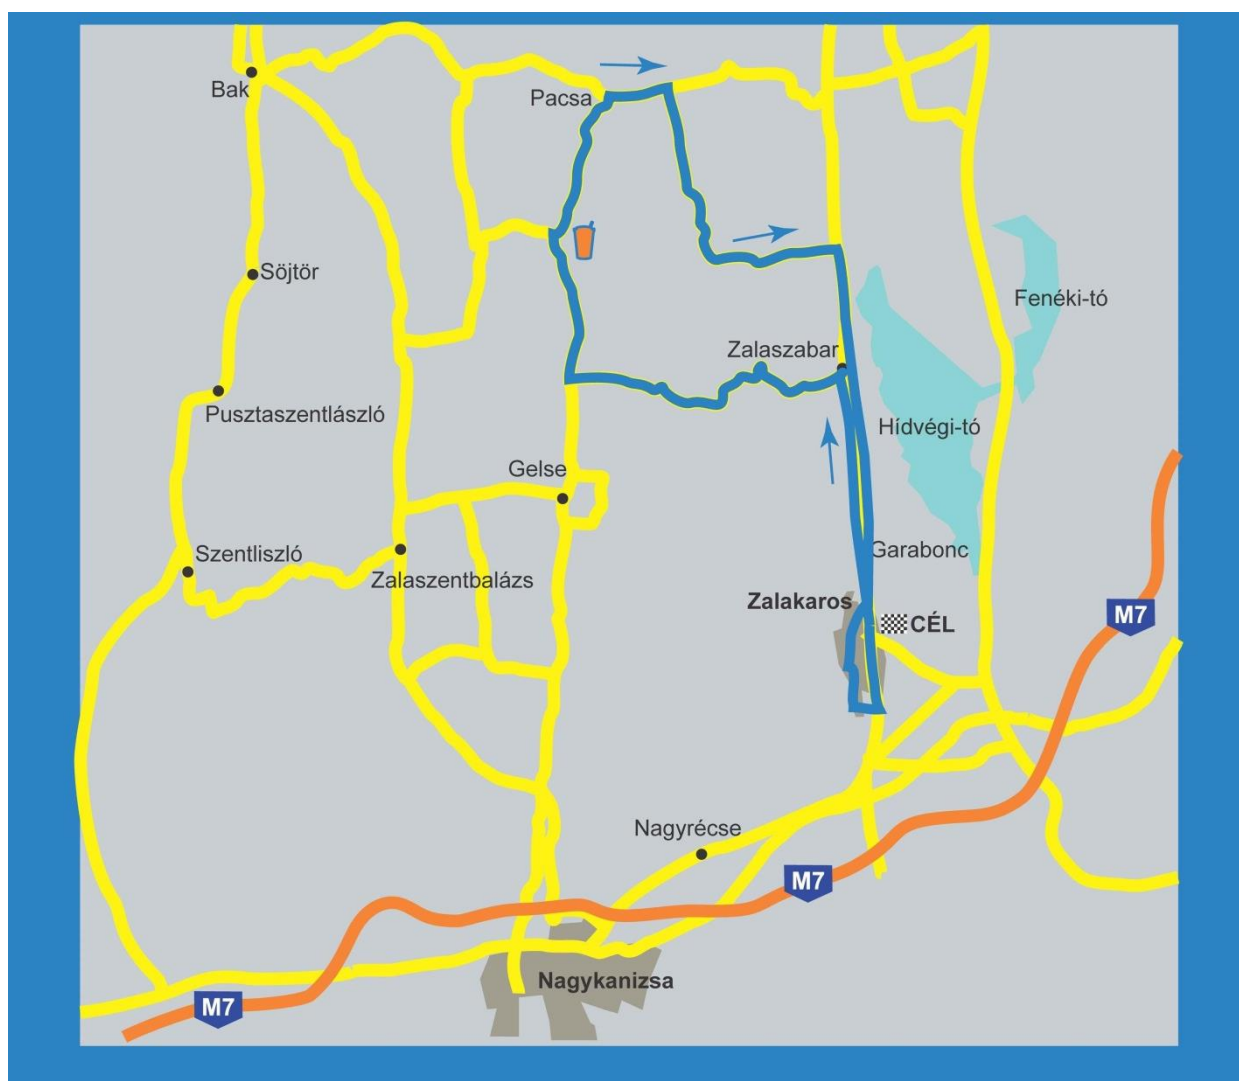 Bak
Pacsa
Söjtör
Fenéki-tó
Zalaszabar
Pusztaszentlászló
Hídvégi-tó
Gelse
Szentliszló
Garabonc
Zalaszentbalázs
Zalakaros
M7
CÉL
Nagyrécse
M7
Nagykanizsa
M7